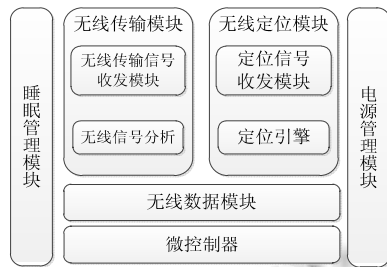 睡眠管理模块
无线传输模块
无线传输信号
收发模块
无线信号分析
无线定位模块
定位信号
收发模块
定位引擎
电源管理模块
无线数据模块
微控制器